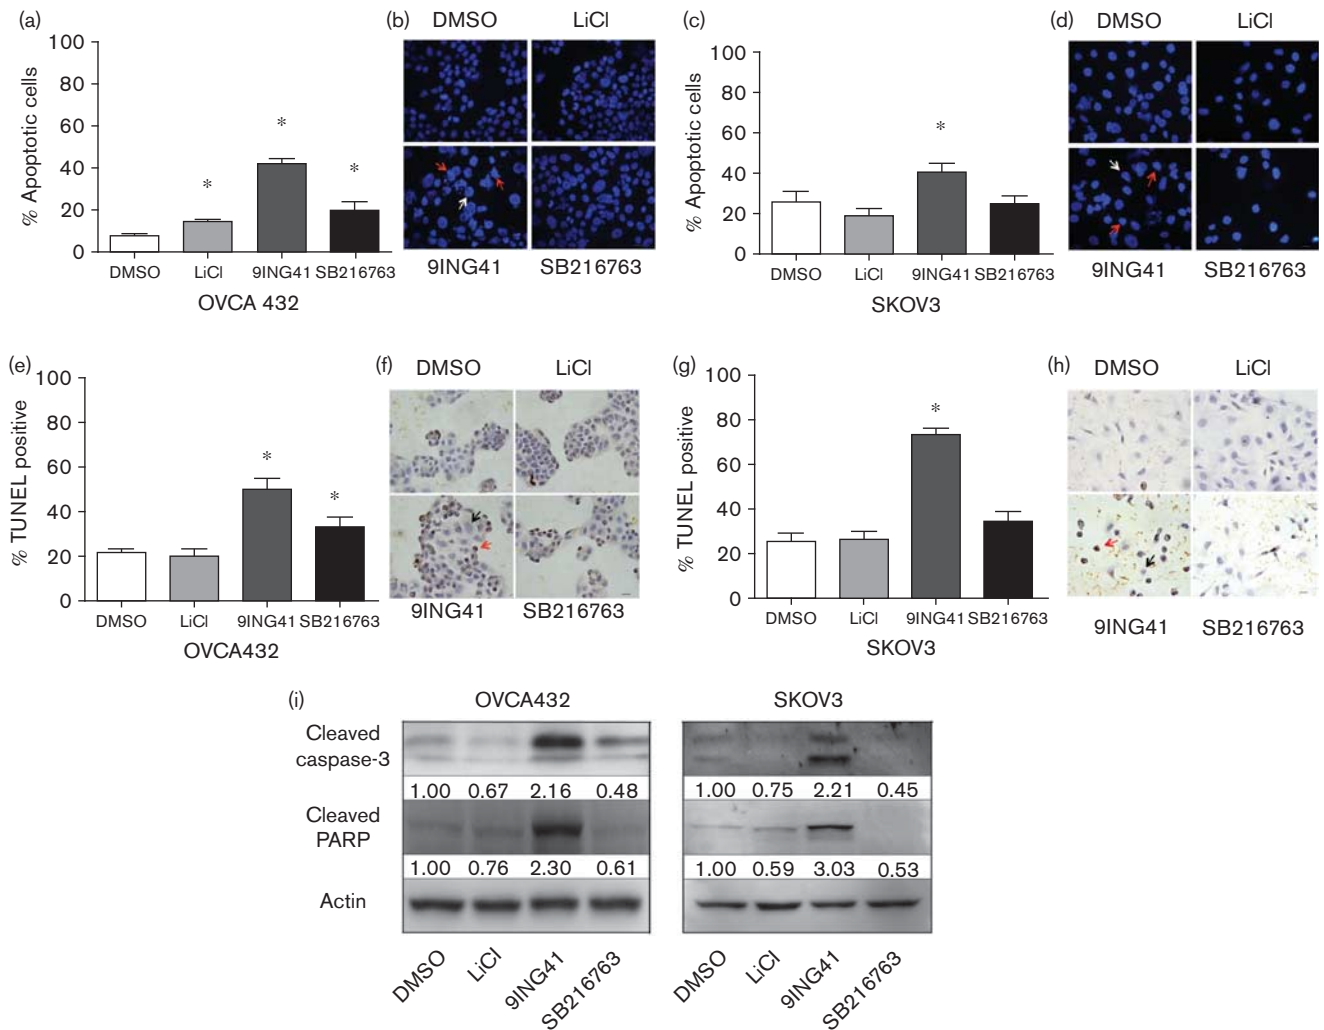 (a)
100
80
60
40
20
0
% Apoptotic cells
*
*
*
DMSO LiCl 9ING41 SB216763
OVCA 432
(b) DMSO LiCl
9ING41 SB216763
(c)
100
80
60
40
20
0
% Apoptotic cells
*
DMSO LiCl 9ING41 SB216763
SKOV3
(d) DMSO LiCl
9ING41 SB216763
(e)
100
80
60
40
20
0
% TUNEL positive
*
*
DMSO LiCl 9ING41 SB216763
OVCA432
(f) DMSO LiCl
9ING41 SB216763
(g)
100
80
60
40
20
0
% TUNEL positive
*
DMSO LiCl 9ING41 SB216763
SKOV3
(h) DMSO LiCl
9ING41 SB216763
(i) OVCA432 SKOV3
Cleaved
caspase-3
1.00 0.67 2.16 0.48 1.00 0.75 2.21 0.45
Cleaved
PARP
1.00 0.76 2.30 0.61 1.00 0.59 3.03 0.53
Actin
DMSO LiCl 9ING41 SB216763 DMSO LiCl 9ING41 SB216763